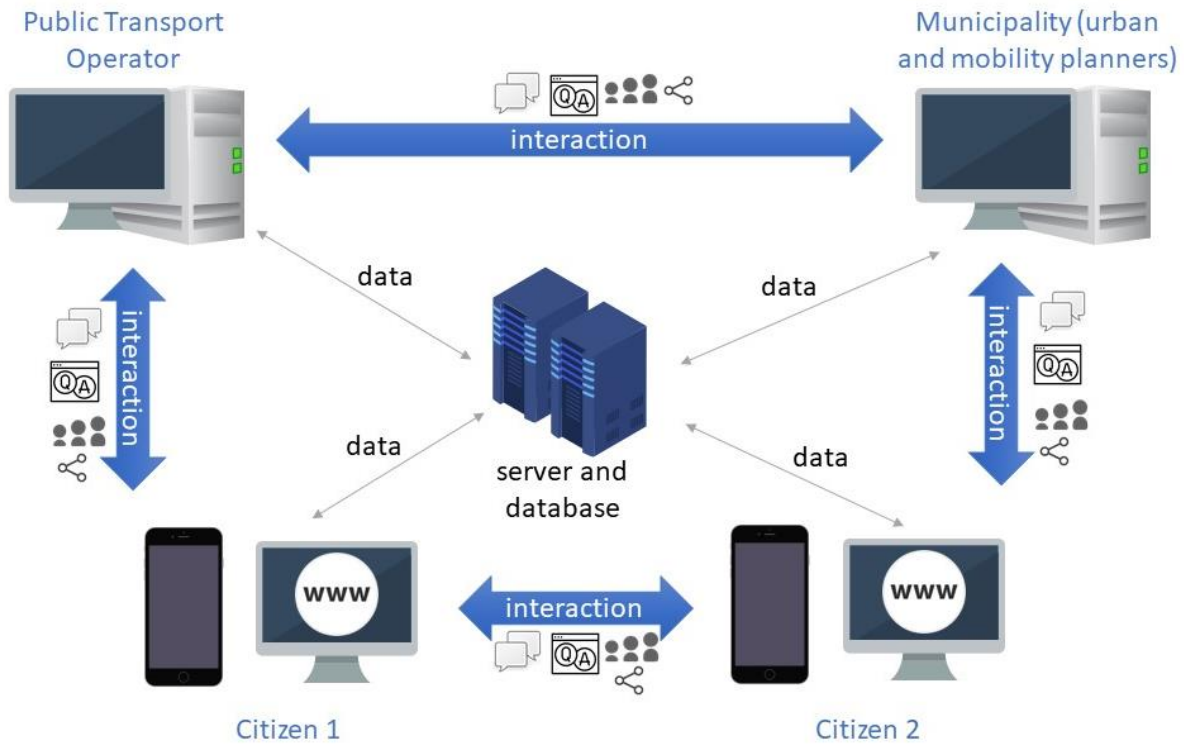 Public Transport
Operator
Municipality (urban
and mobility planners)
Q A
interaction
data
data
interaction
Q A
interaction
Q A
server and
database
data
data
www
www
interaction
Q A
Citizen 1
Citizen 2